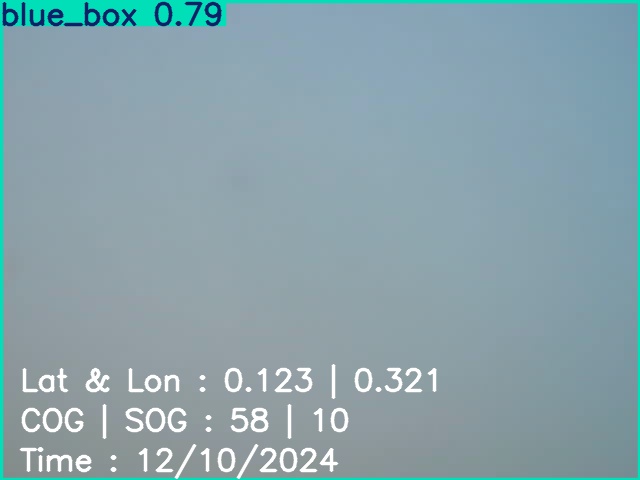 blue_box 0.79
Lat & Lon : 0.123 | 0.321
COG | SOG : 58 | 10
Time : 12/10/2024